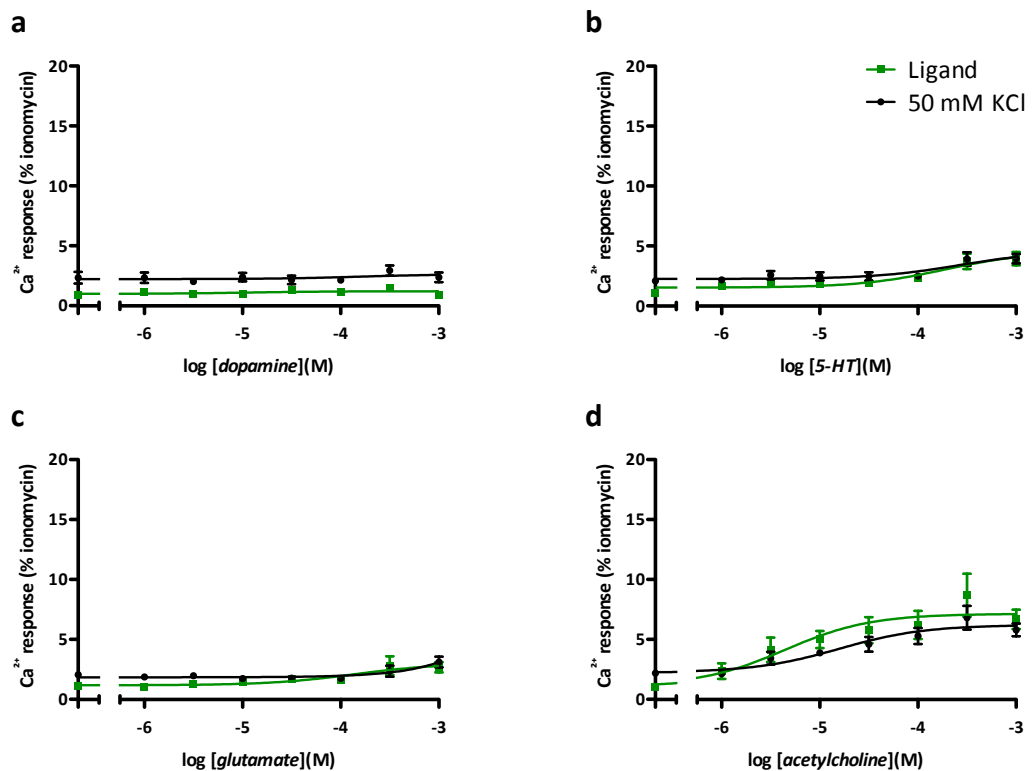 a
20
15
10
5
0
Ca²⁺ response (% ionomycin)
-6 -5 -4 -3
log [dopamine](M)
b
20
15
10
5
0
Ca²⁺ response (% ionomycin)
-6 -5 -4 -3
log [5-HT](M)
Ligand
50 mM KCl
c
20
15
10
5
0
Ca²⁺ response (% ionomycin)
-6 -5 -4 -3
log [glutamate](M)
d
20
15
10
5
0
Ca²⁺ response (% ionomycin)
-6 -5 -4 -3
log [acetylcholine](M)